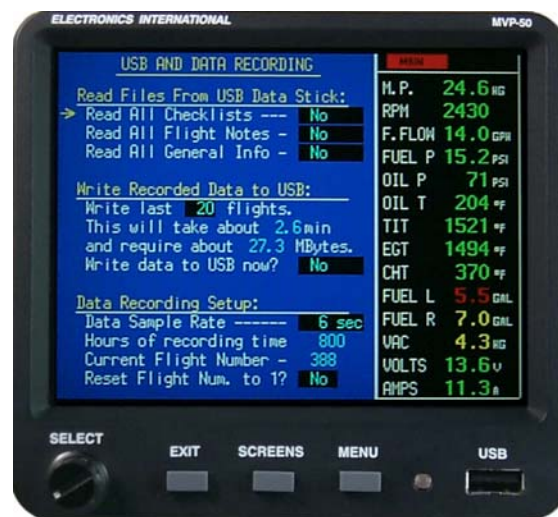 ELECTRONICS INTERNATIONAL
MVP-50
USB AND DATA RECORDING
Read Files From USB Data Stick:
Read All Checklists --- No
Read All Flight Notes - No
Read All General Info - No
Write Recorded Data to USB:
Write last 20 flights.
This will take about 2.6min
and require about 27.3 MBytes.
Write data to USB now? No
Data Recording Setup:
Data Sample Rate ------ 6 sec
Hours of recording time 800
Current Flight Number - 388
Reset Flight Num. to 1? No
MAIN
M.P. 24.6 HG
RPM 2430
F.FLOW 14.0 GPH
FUEL P 15.2 PSI
OIL P 71 PSI
OIL T 204 °F
TIT 1521 °F
EGT 1494 °F
CHT 370 °F
FUEL L 5.5 GAL
FUEL R 7.0 GAL
VAC 4.3 HG
VOLTS 13.6 V
AMPS 11.3 A
SELECT
EXIT
SCREENS
MENU
USB